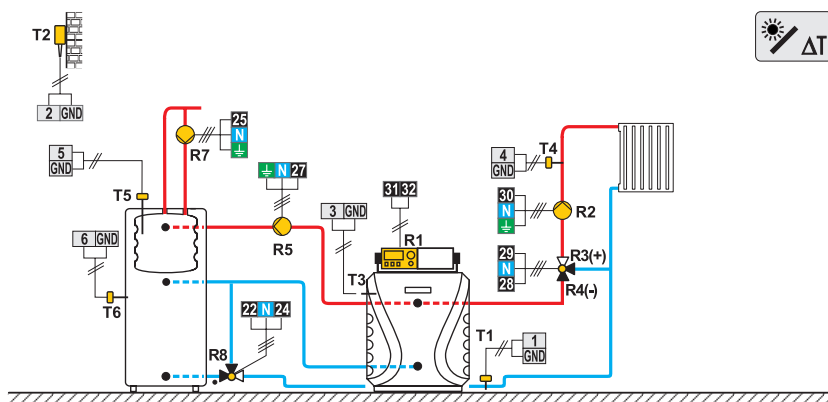 T2
ΔT
2 GND
25
N
R7
5
GND
N 27
4
GND
T4
T5
31 32
3 GND
30
N
R2
6 GND
R5
R1
29
N
28
R3(+)
T3
R4(-)
T6
22 N 24
T1
1
GND
R8